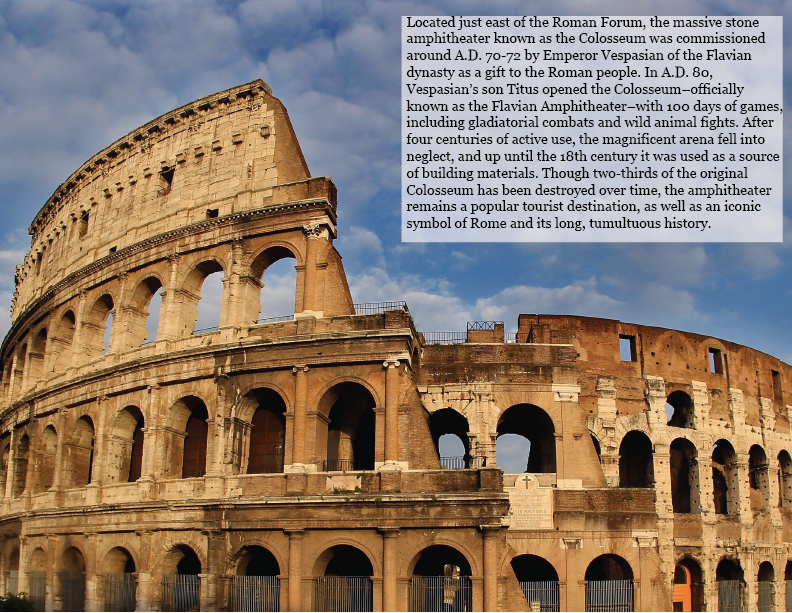 Located just east of the Roman Forum, the massive stone
amphitheater known as the Colosseum was commissioned
around A.D. 70-72 by Emperor Vespasian of the Flavian
dynasty as a gift to the Roman people. In A.D. 80,
Vespasian’s son Titus opened the Colosseum–officially
known as the Flavian Amphitheater–with 100 days of games,
including gladiatorial combats and wild animal fights. After
four centuries of active use, the magnificent arena fell into
neglect, and up until the 18th century it was used as a source
of building materials. Though two-thirds of the original
Colosseum has been destroyed over time, the amphitheater
remains a popular tourist destination, as well as an iconic
symbol of Rome and its long, tumultuous history.